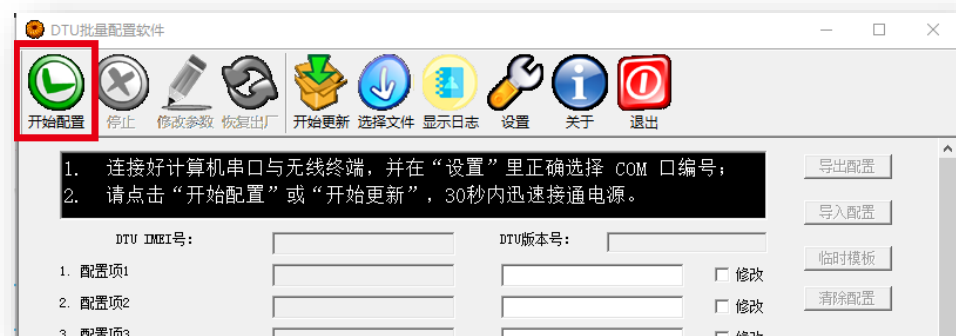 DTU批量配置软件
开始配置 停止 修改参数 恢复出厂 开始更新 选择文件 显示日志 设置 关于 退出
1. 连接好计算机串口与无线终端，并在“设置”里正确选择 COM 口编号；
2. 请点击“开始配置”或“开始更新”，30秒内迅速接通电源。
导出配置
导入配置
DTU IMEI号： DTU版本号：
临时模板
1. 配置项1 修改
2. 配置项2 修改
清除配置
3. 配置项3 修改